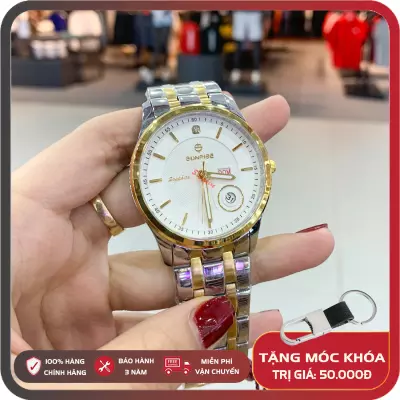 SUNRISE
100% HÀNG
CHÍNH HÃNG
BẢO HÀNH
3 NĂM
FREE
MIỄN PHÍ
VẬN CHUYỂN
TẶNG MÓC KHÓA
TRỊ GIÁ: 50.000Đ